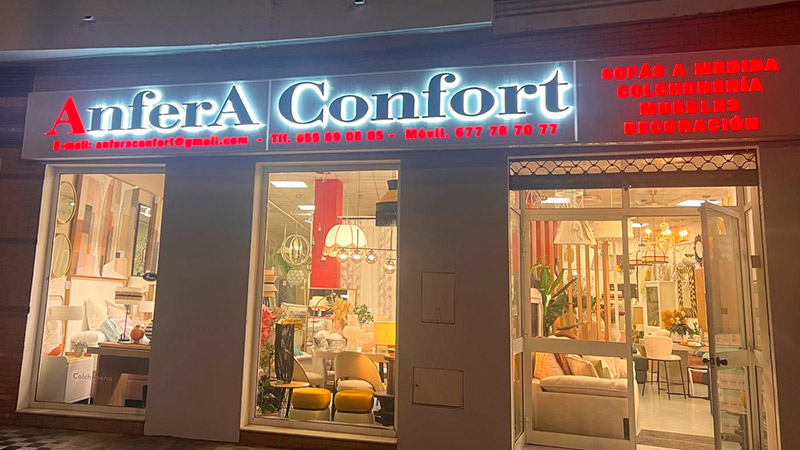 AnferA Confort
E-mail: anferaconfort@gmail.com - Tlf. 955 69 08 05 - Móvil. 677 78 70 77
SOFÁS A MEDIDA
COLCHONERÍA
MUEBLES
DECORACIÓN